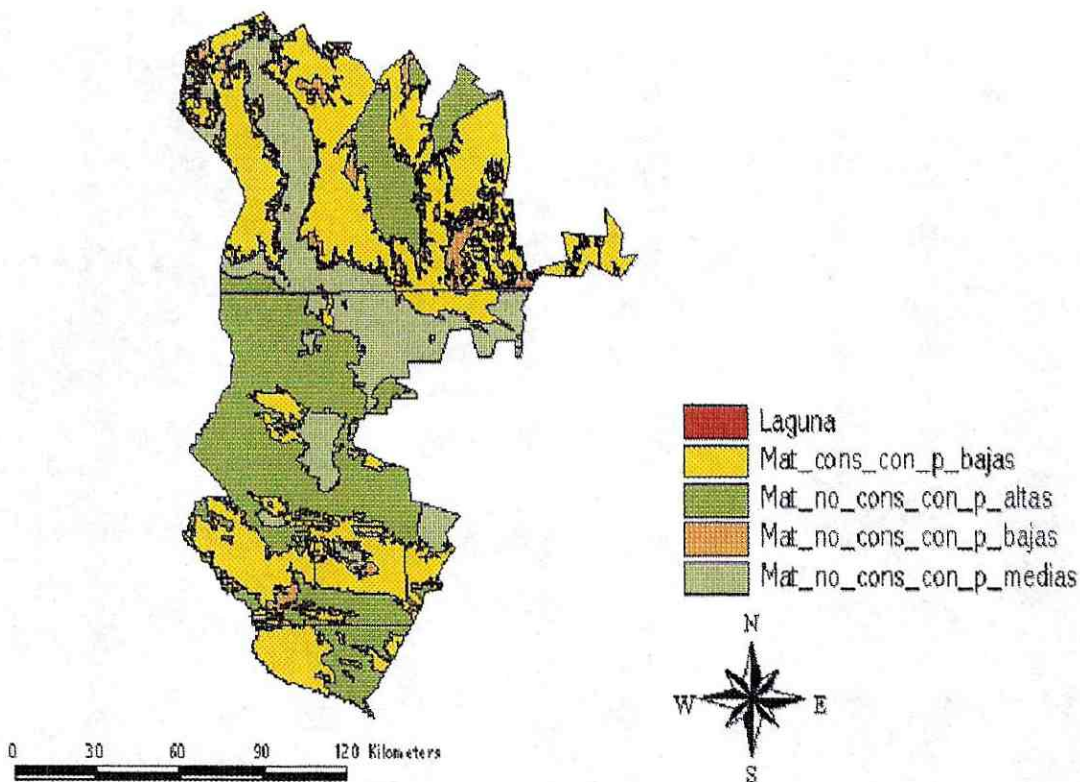 Laguna
Mat_cons_con_p_bajas
Mat_no_cons_con_p_altas
Mat_no_cons_con_p_bajas
Mat_no_cons_con_p_medias
N
W E
S
0 30 60 90 120 Kilometers